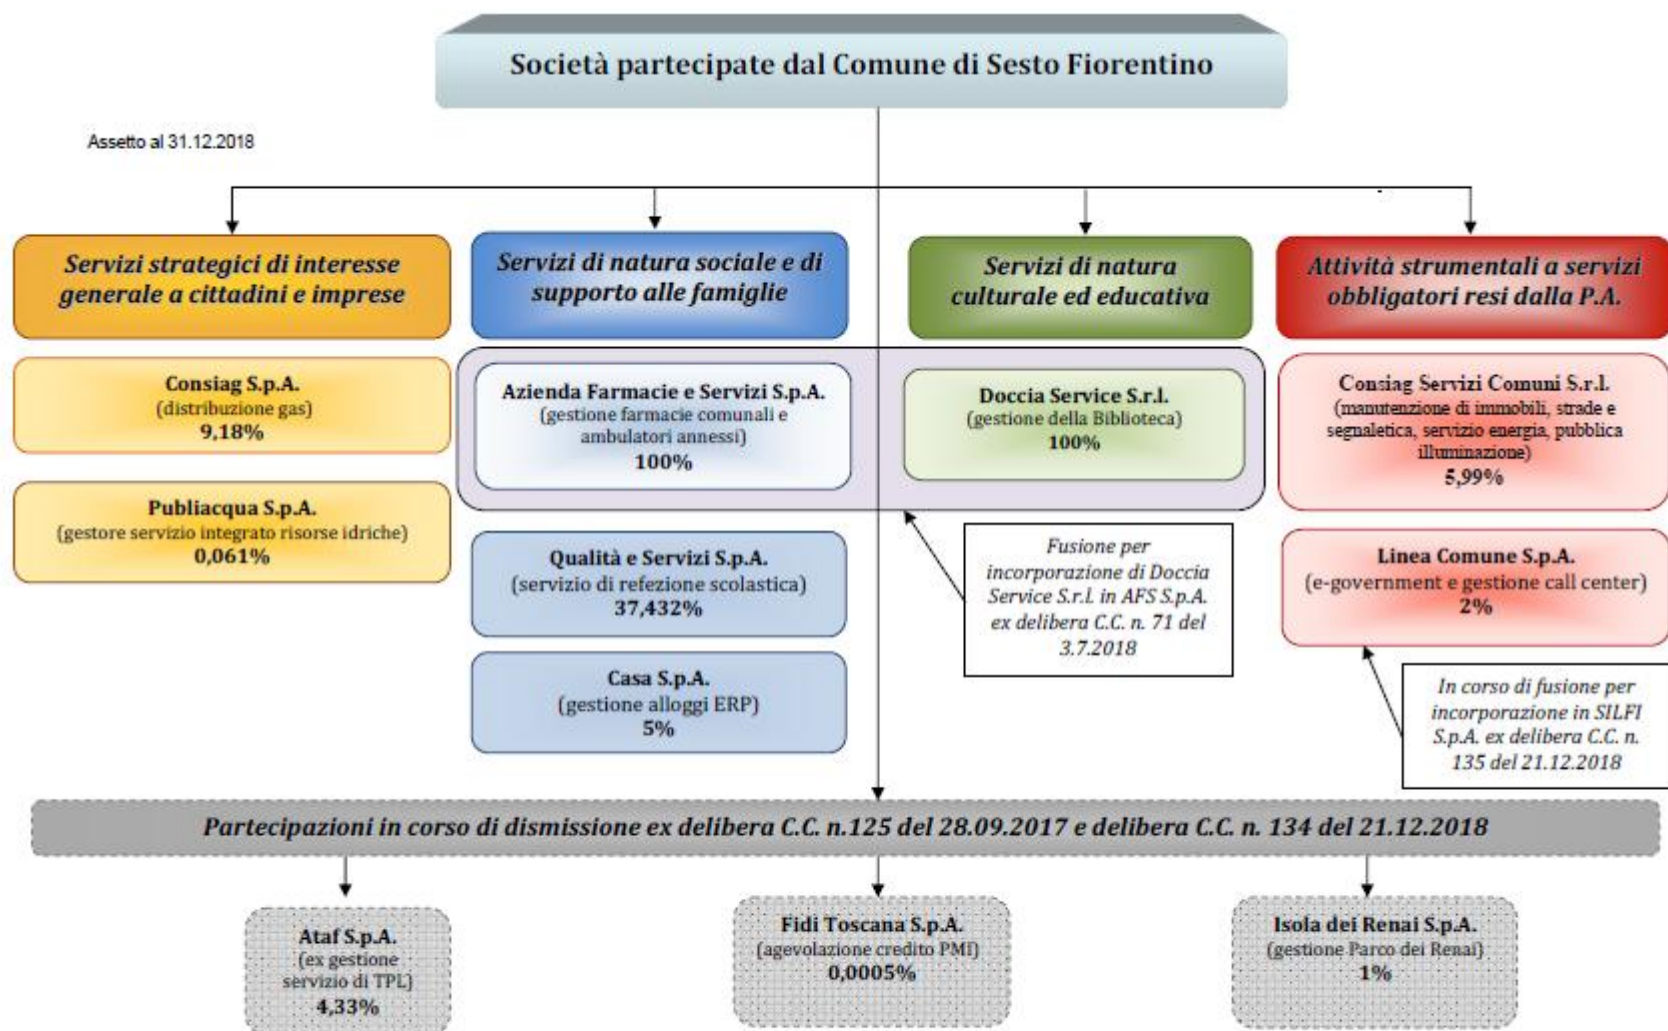 Società partecipate dal Comune di Sesto Fiorentino
Assetto al 31.12.2018
Servizi strategici di interesse
generale a cittadini e imprese
Consiag S.p.A.
(distribuzione gas)
9,18%
Publiacqua S.p.A.
(gestore servizio integrato risorse idriche)
0,061%
Servizi di natura sociale e di
supporto alle famiglie
Azienda Farmacie e Servizi S.p.A.
(gestione farmacie comunali e
ambulatori annessi)
100%
Qualità e Servizi S.p.A.
(servizio di refezione scolastica)
37,432%
Casa S.p.A.
(gestione alloggi ERP)
5%
Servizi di natura
culturale ed educativa
Doccia Service S.r.l.
(gestione della Biblioteca)
100%
Fusione per
incorporazione di Doccia
Service S.r.l. in AFS S.p.A.
ex delibera C.C. n. 71 del
3.7.2018
Attività strumentali a servizi
obbligatori resi dalla P.A.
Consiag Servizi Comuni S.r.l.
(manutenzione di immobili, strade e
segnaletica, servizio energia, pubblica
illuminazione)
5,99%
Linea Comune S.p.A.
(e-government e gestione call center)
2%
In corso di fusione per
incorporazione in SILFI
S.p.A. ex delibera C.C. n.
135 del 21.12.2018
Partecipazioni in corso di dismissione ex delibera C.C. n.125 del 28.09.2017 e delibera C.C. n. 134 del 21.12.2018
Ataf S.p.A.
(ex gestione
servizio di TPL)
4,33%
Fidi Toscana S.p.A.
(agevolazione credito PMI)
0,0005%
Isola dei Renai S.p.A.
(gestione Parco dei Renai)
1%